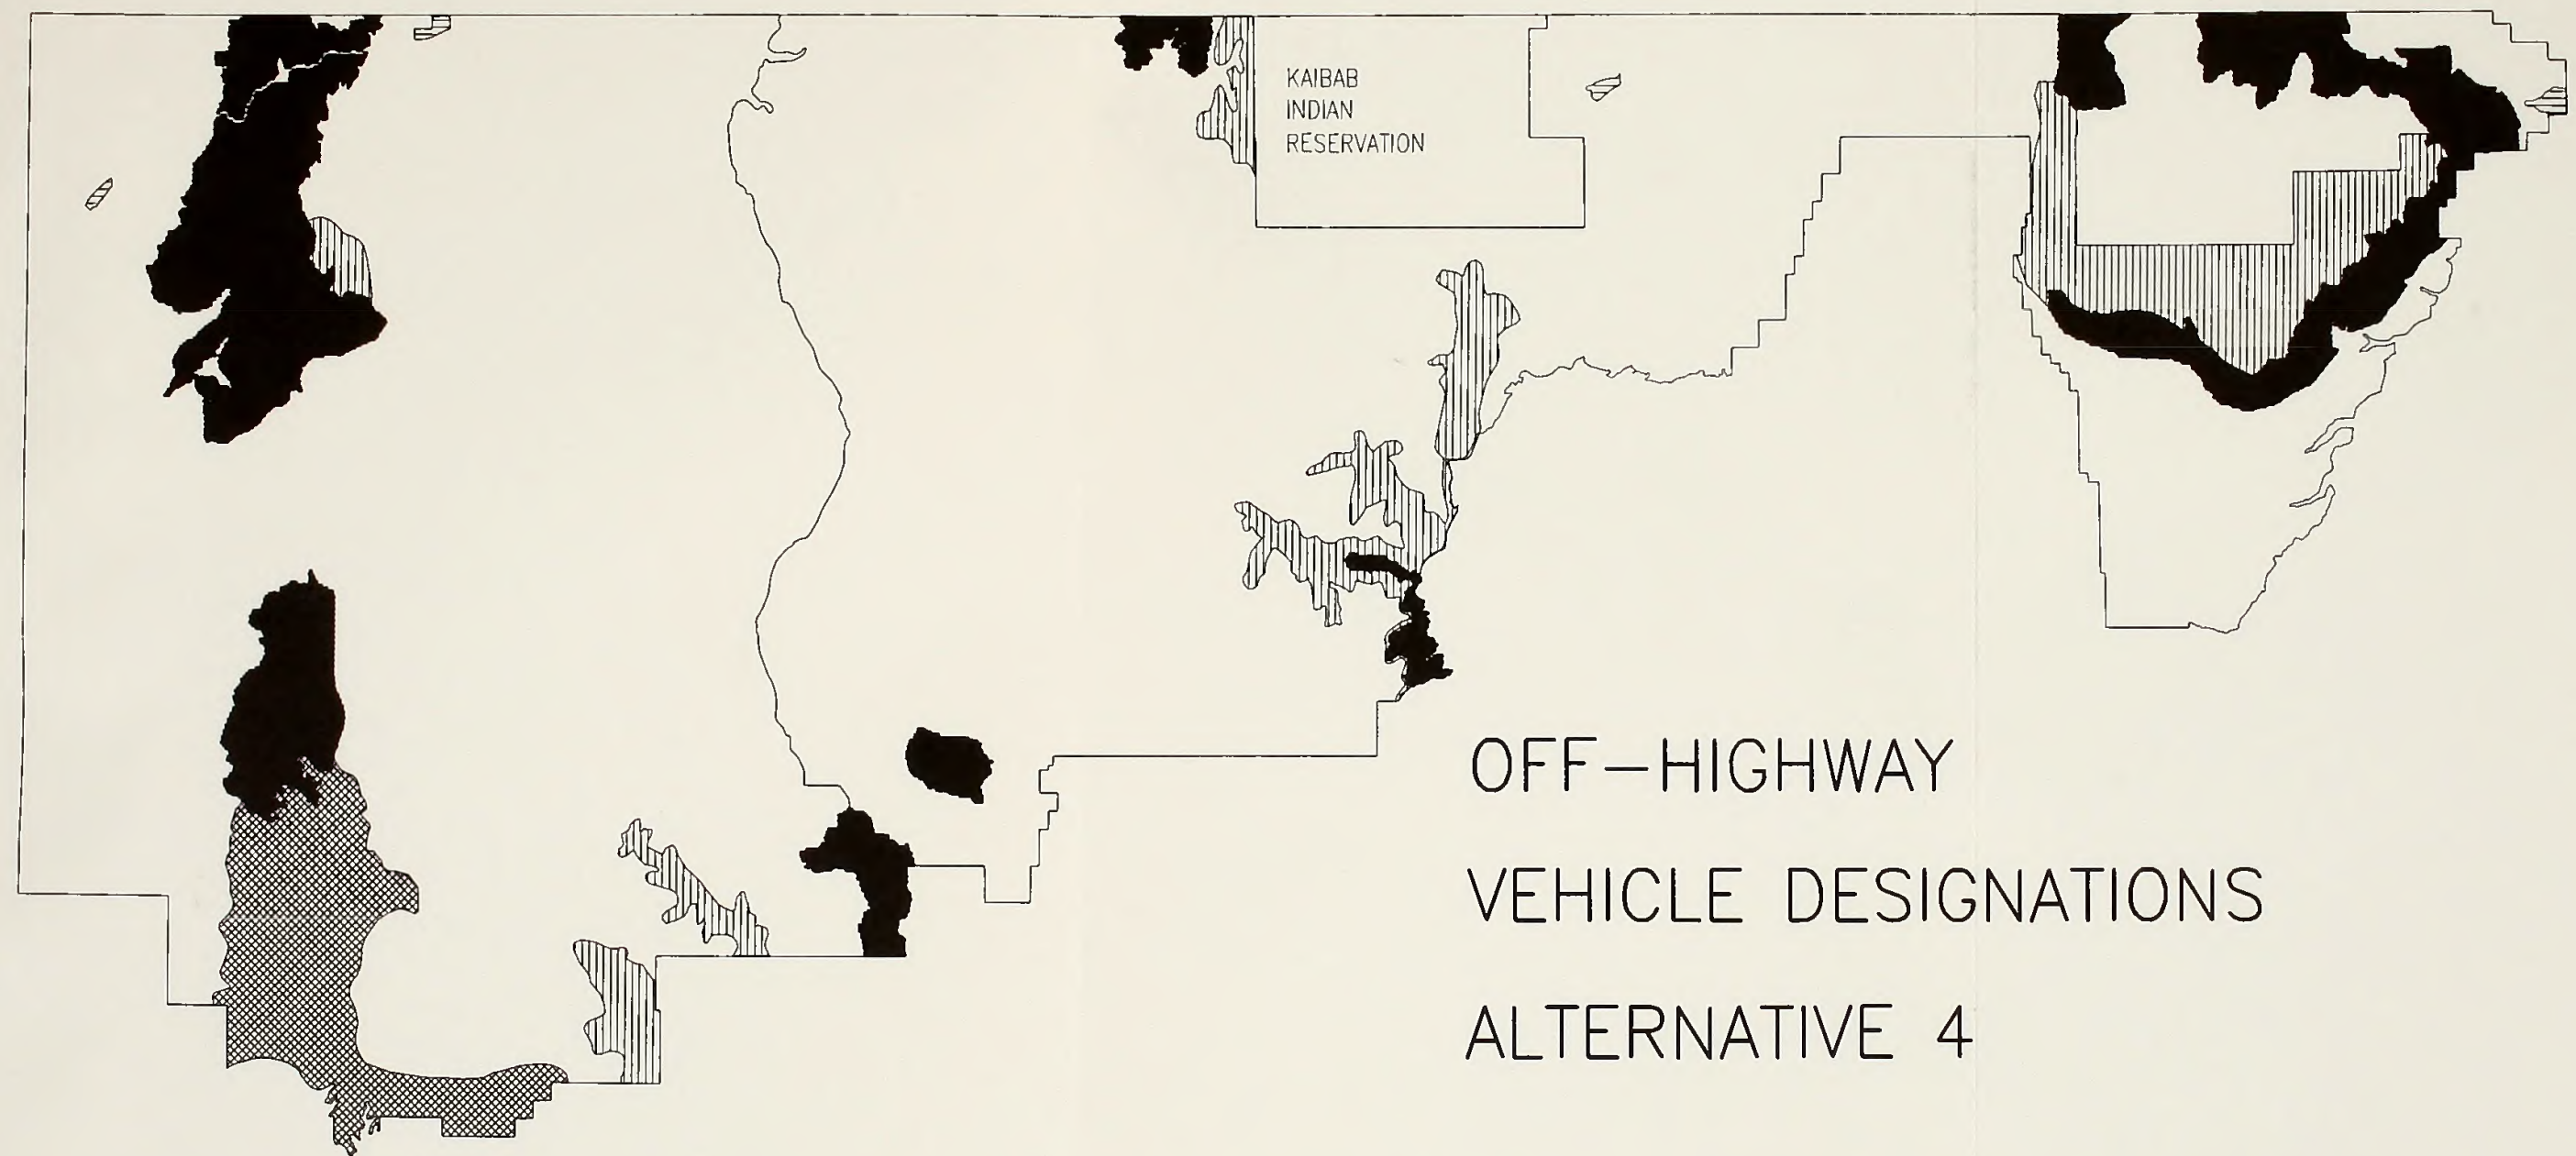 KAIBAB
INDIAN
RESERVATION
OFF-HIGHWAY
VEHICLE DESIGNATIONS
ALTERNATIVE 4